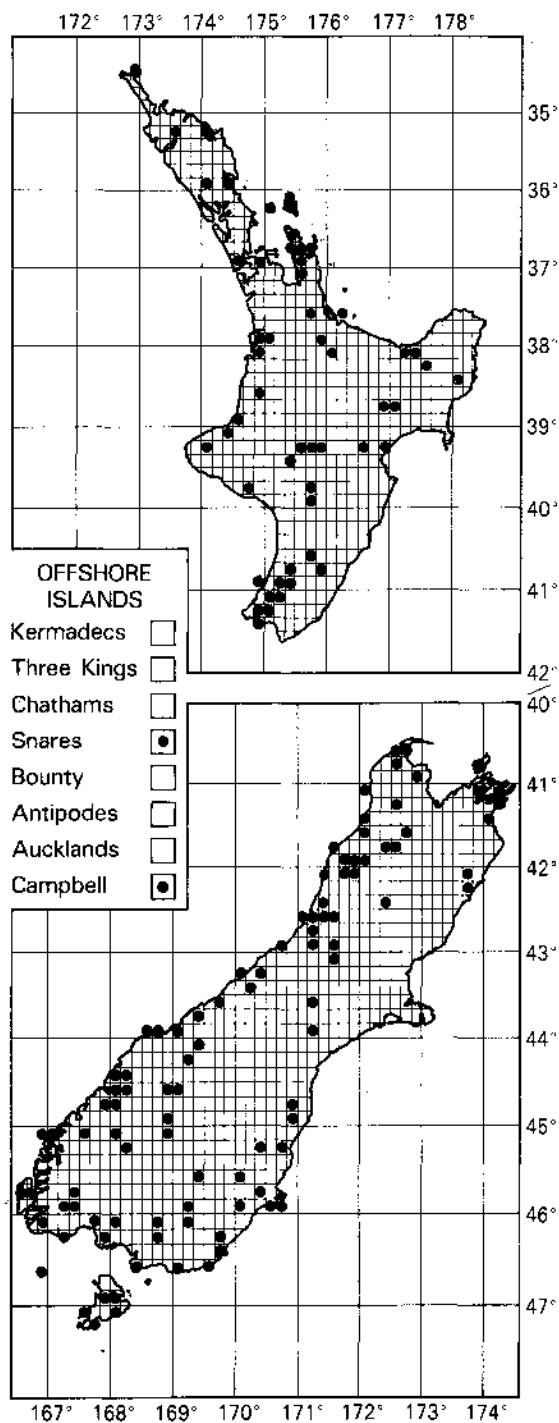 172° 173° 174° 175° 176° 177° 178°
35°
36°
37°
38°
39°
40°
41°
42°
OFFSHORE
ISLANDS
Kermadecs
Three Kings
Chathams
Snares
Bounty
Antipodes
Aucklands
Campbell
40°
41°
42°
43°
44°
45°
46°
47°
167° 168° 169° 170° 171° 172° 173° 174°